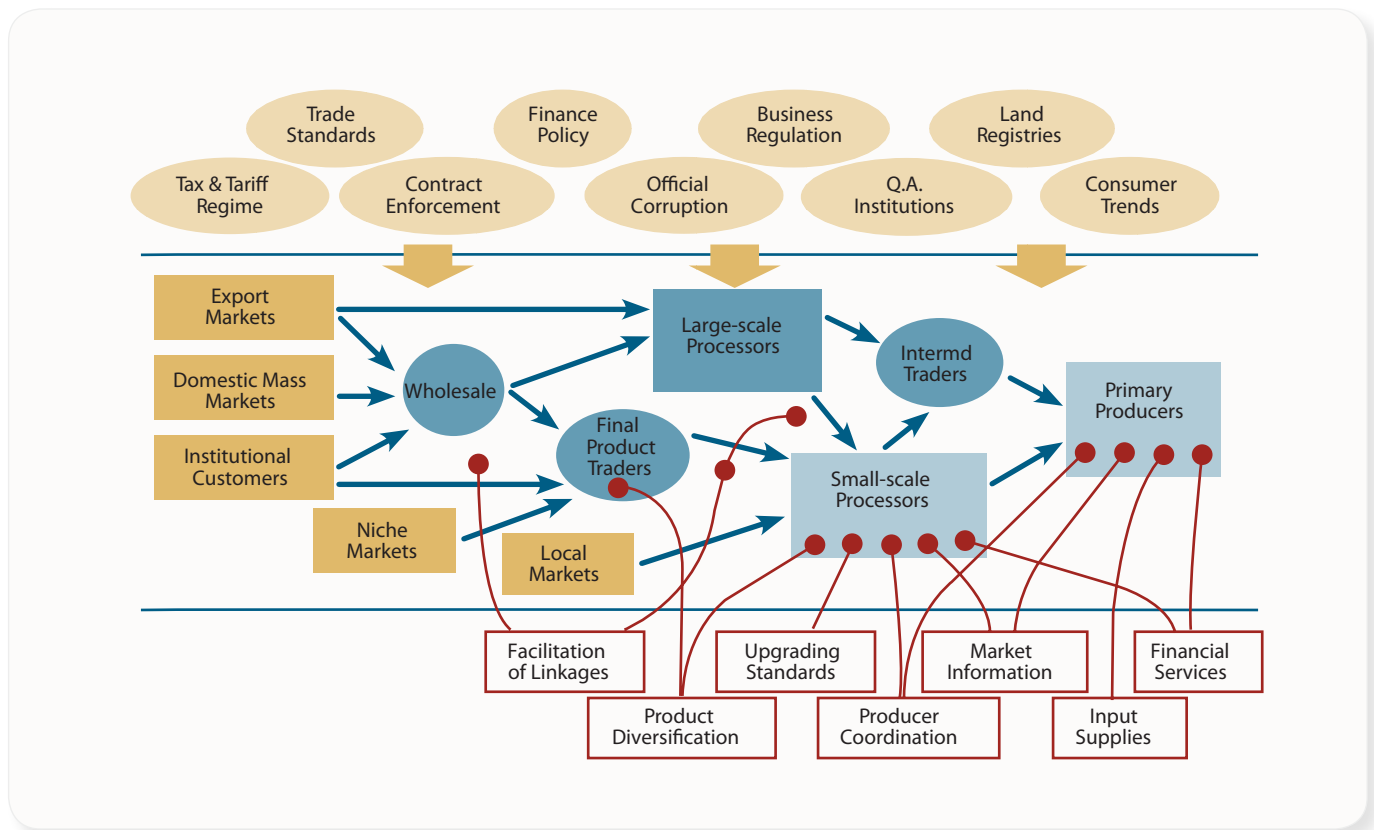 Trade
Standards
Finance
Policy
Business
Regulation
Land
Registries
Tax & Tariff
Regime
Contract
Enforcement
Official
Corruption
Q.A.
Institutions
Consumer
Trends
Export
Markets
Large-scale
Processors
Intermd
Traders
Domestic Mass
Markets
Wholesale
Primary
Producers
Final
Product
Traders
Institutional
Customers
Small-scale
Processors
Niche
Markets
Local
Markets
Facilitation
of Linkages
Upgrading
Standards
Market
Information
Financial
Services
Product
Diversification
Producer
Coordination
Input
Supplies